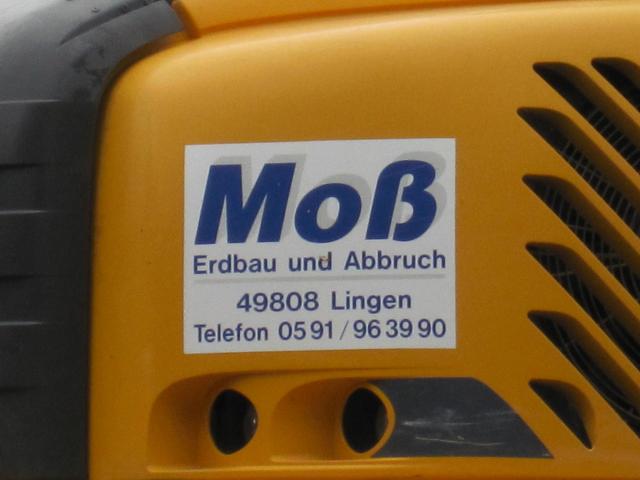 Moß
Erdbau und Abbruch
49808 Lingen
Telefon 0591/963990